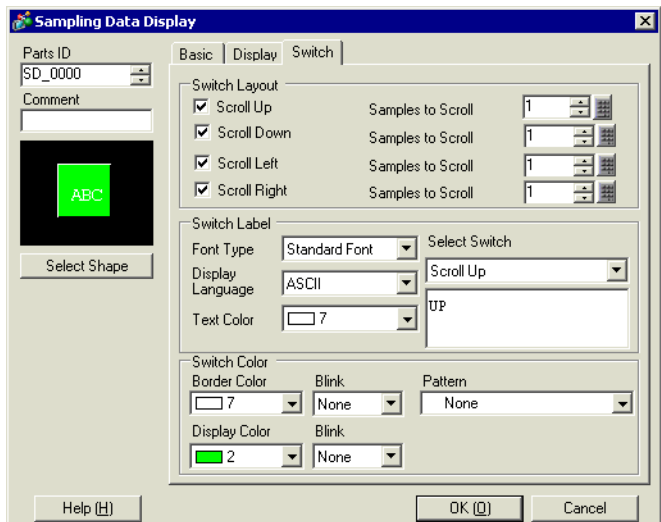 Sampling Data Display
Parts ID
SD_0000
Comment
ABC
Select Shape
Basic Display Switch
Switch Layout
Scroll Up Samples to Scroll 1
Scroll Down Samples to Scroll 1
Scroll Left Samples to Scroll 1
Scroll Right Samples to Scroll 1
Switch Label
Font Type Standard Font
Display Language ASCII
Text Color 7
Select Switch
Scroll Up
UP
Switch Color
Border Color Blink Pattern
7 None None
Display Color Blink
2 None
Help (H) OK (O) Cancel